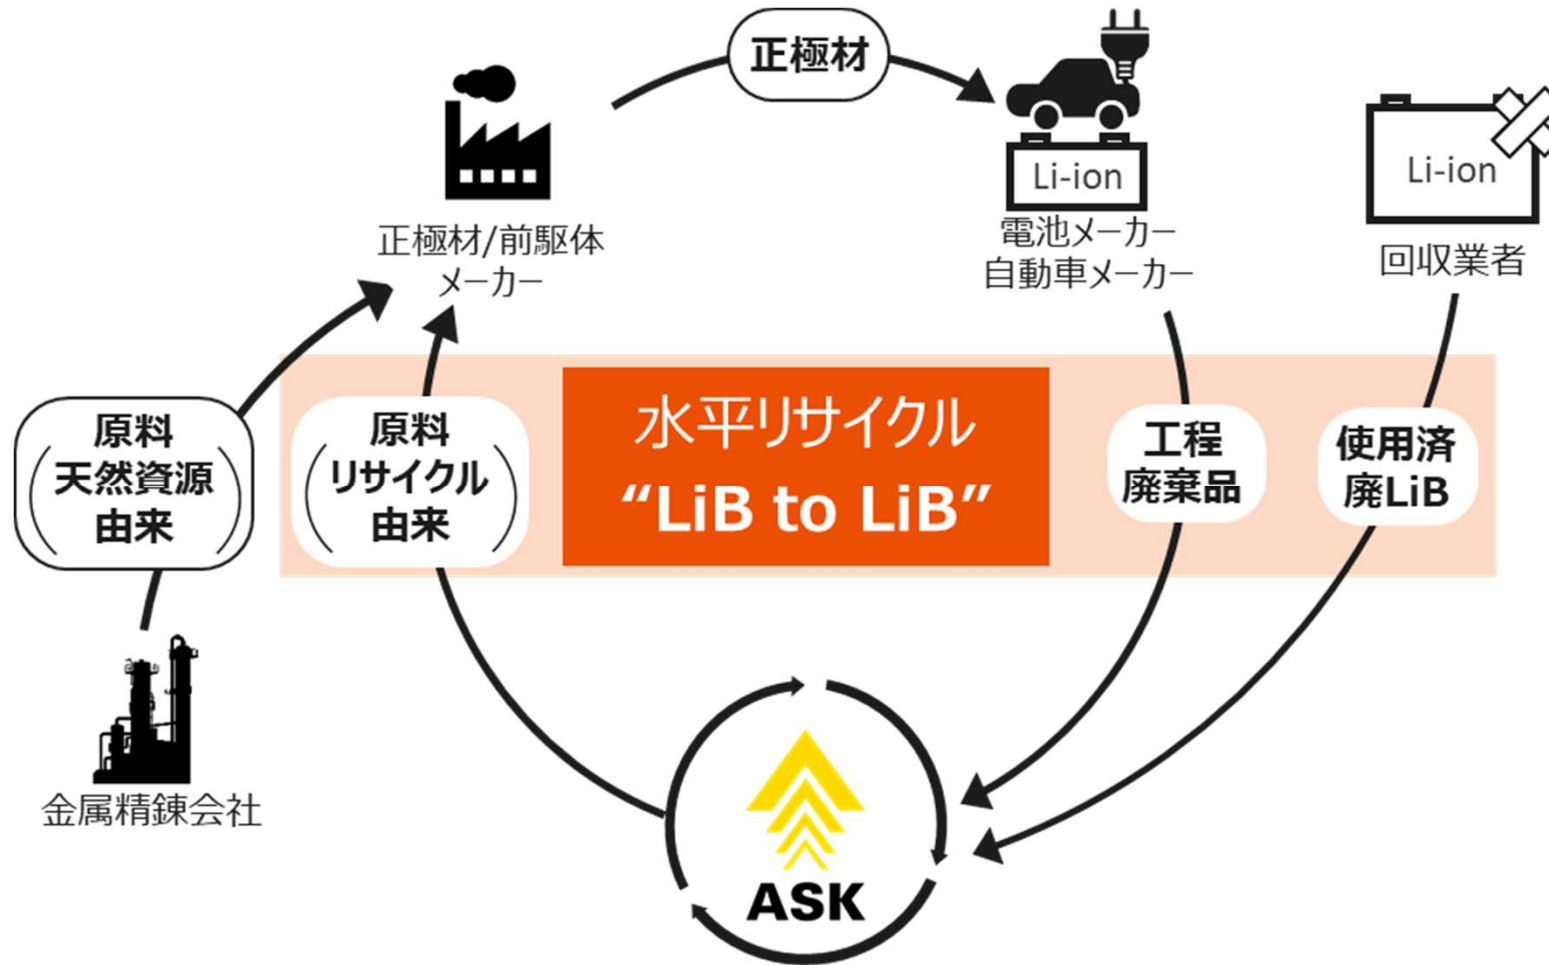 正極材
Li-ion
Li-ion
正極材/前駆体
メーカー
電池メーカー
自動車メーカー
回収業者
原料
天然資源
由来
原料
リサイクル
由来
水平リサイクル
“LiB to LiB”
工程
廃棄品
使用済
廃LiB
金属精錬会社
ASK